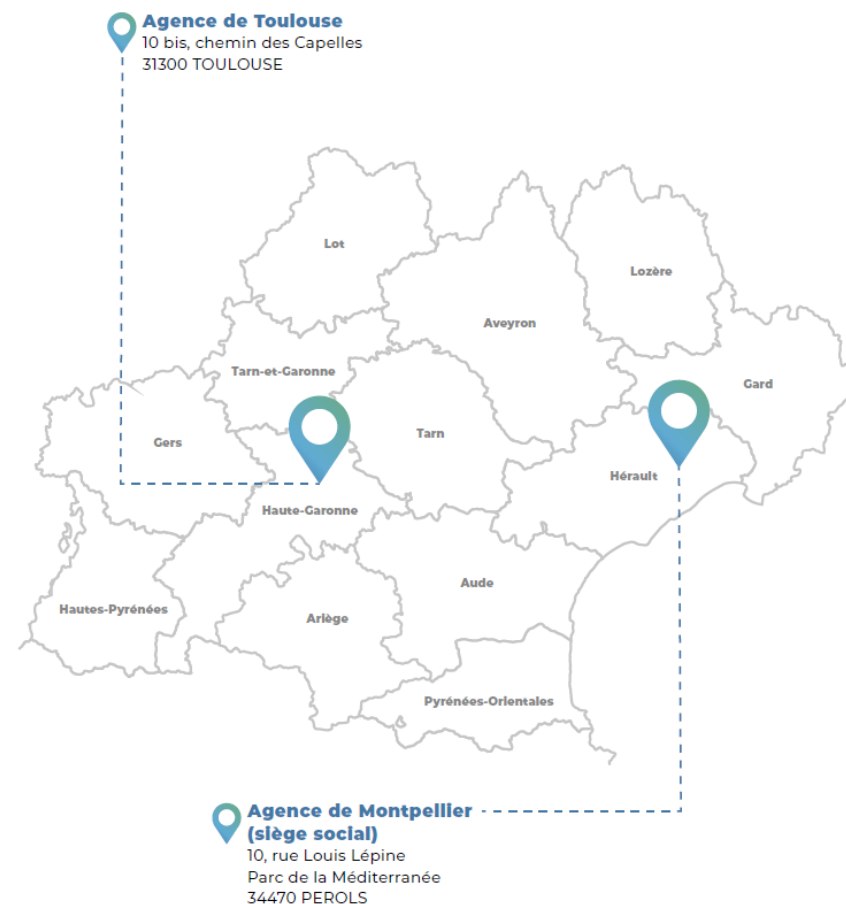 Agence de Toulouse
10 bis, chemin des Capelles
31300 TOULOUSE
Lot
Lozère
Aveyron
Tarn-et-Garonne
Gard
Gers
Tarn
Hérault
Haute-Garonne
Aude
Hautes-Pyrénées
Ariège
Pyrénées-Orientales
Agence de Montpellier
(siège social)
10, rue Louis Lépine
Parc de la Méditerranée
34470 PEROLS